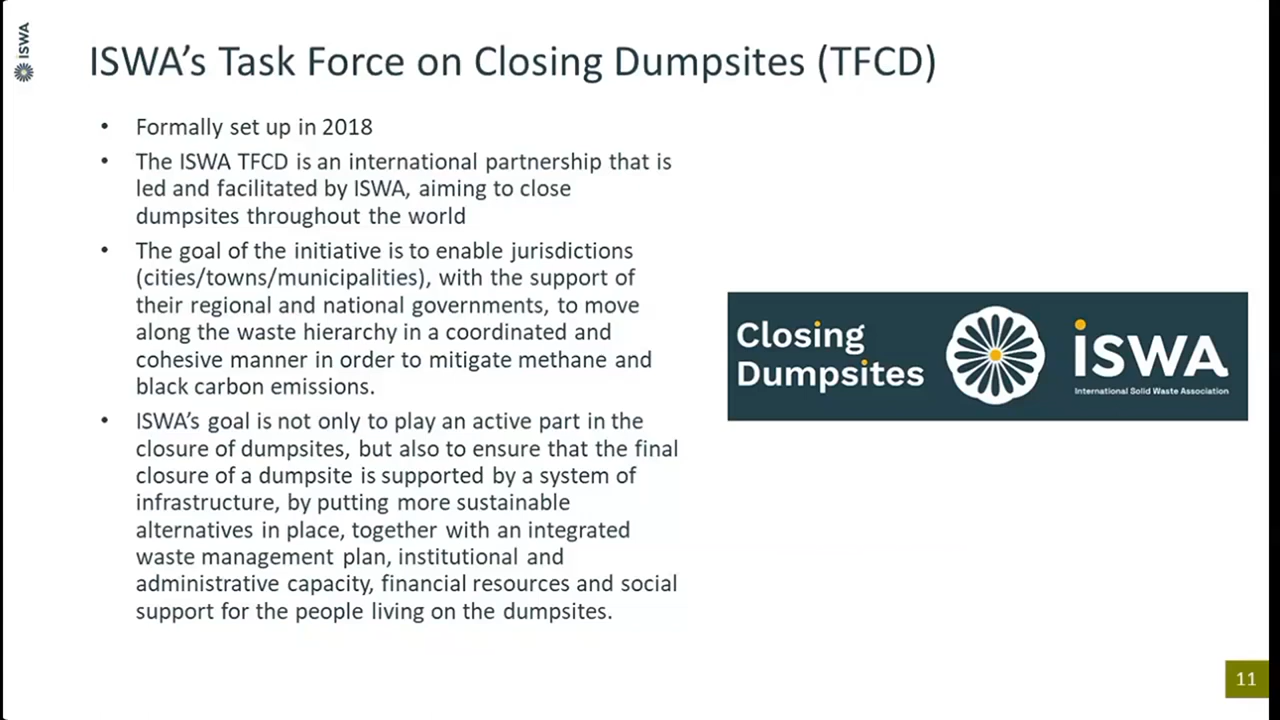 ISWA
ISWA's Task Force on Closing Dumpsites (TFCD)
• Formally set up in 2018
• The ISWA TFCD is an international partnership that is
led and facilitated by ISWA, aiming to close
dumpsites throughout the world
• The goal of the initiative is to enable jurisdictions
(cities/towns/municipalities), with the support of
their regional and national governments, to move
along the waste hierarchy in a coordinated and
cohesive manner in order to mitigate methane and
black carbon emissions.
• ISWA's goal is not only to play an active part in the
closure of dumpsites, but also to ensure that the final
closure of a dumpsite is supported by a system of
infrastructure, by putting more sustainable
alternatives in place, together with an integrated
waste management plan, institutional and
administrative capacity, financial resources and social
support for the people living on the dumpsites.
Closing
Dumpsites
iSWA
International Solid Waste Association
11